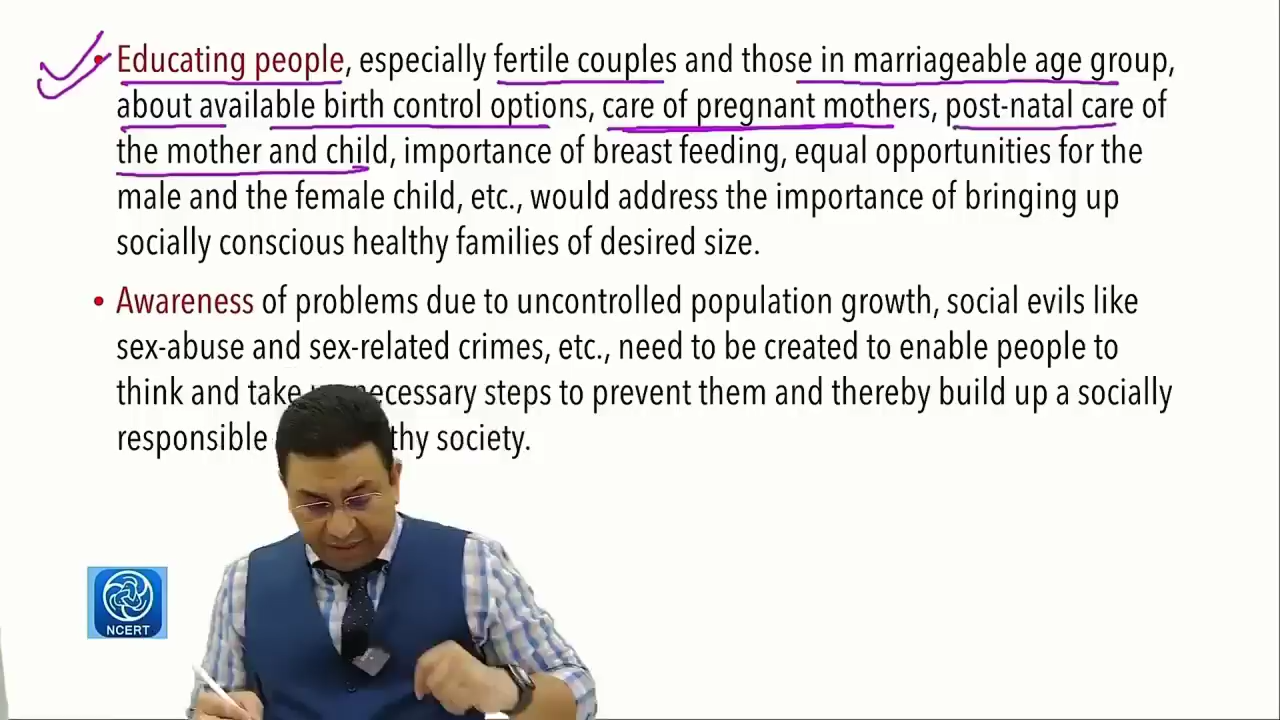 • Educating people, especially fertile couples and those in marriageable age group,
about available birth control options, care of pregnant mothers, post-natal care of
the mother and child, importance of breast feeding, equal opportunities for the
male and the female child, etc., would address the importance of bringing up
socially conscious healthy families of desired size.
• Awareness of problems due to uncontrolled population growth, social evils like
sex-abuse and sex-related crimes, etc., need to be created to enable people to
think and take necessary steps to prevent them and thereby build up a socially
responsible society.
NCERT